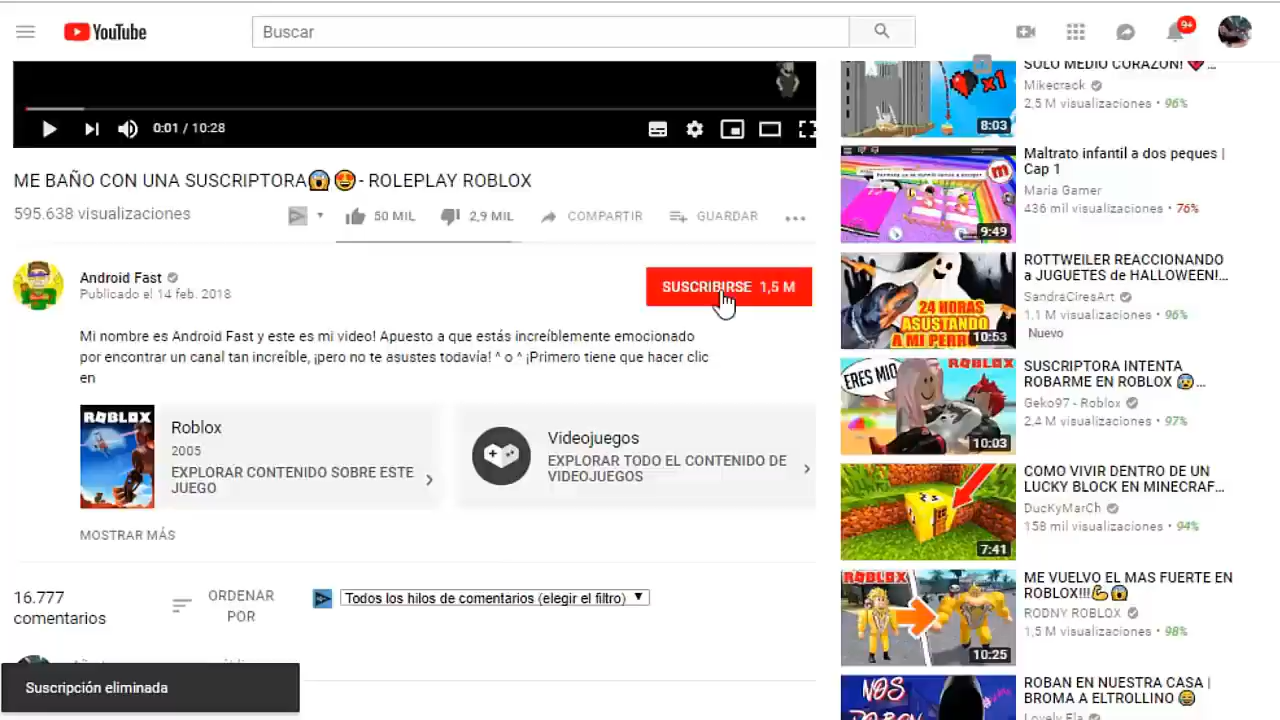 YouTube
Buscar
9+
0:01 / 10:28
ME BAÑO CON UNA SUSCRIPTORA😱😍- ROLEPLAY ROBLOX
595.638 visualizaciones
50 MIL
2,9 MIL
COMPARTIR
GUARDAR
Android Fast
Publicado el 14 feb. 2018
SUSCRIBIRSE 1,5 M
Mi nombre es Android Fast y este es mi video! Apuesto a que estás increíblemente emocionado
por encontrar un canal tan increíble, ¡pero no te asustes todavía! ^ o ^ ¡Primero tiene que hacer clic
en
ROBLOX
Roblox
2005
EXPLORAR CONTENIDO SOBRE ESTE
JUEGO
Videojuegos
EXPLORAR TODO EL CONTENIDO DE
VIDEOJUEGOS
MOSTRAR MÁS
16.777
comentarios
ORDENAR
POR
Todos los hilos de comentarios (elegir el filtro)
Suscripción eliminada
x1
8:03
SOLO MEDIO CORAZÓN! 💔...
Mikecrack
2,5 M visualizaciones • 96%
9:49
Maltrato infantil a dos peques |
Cap 1
Maria Gamer
436 mil visualizaciones • 76%
24 HORAS
ASUSTANDO
A MI PERR
10:53
ROTTWEILER REACCIONANDO
a JUGUETES de HALLOWEEN!...
SandraCiresArt
1,1 M visualizaciones • 96%
Nuevo
ERES MIO
ROBLOX
10:03
SUSCRIPTORA INTENTA
ROBARME EN ROBLOX 😰...
Geko97 - Roblox
2,4 M visualizaciones • 97%
7:41
COMO VIVIR DENTRO DE UN
LUCKY BLOCK EN MINECRAF...
DucKyMarCh
158 mil visualizaciones • 94%
ROBLOX
10:25
ME VUELVO EL MAS FUERTE EN
ROBLOX!!!💪😱
RODNY ROBLOX
1,5 M visualizaciones • 98%
NOS
ROBAN EN NUESTRA CASA |
BROMA A ELTROLLINO 😂
Lovely Ela